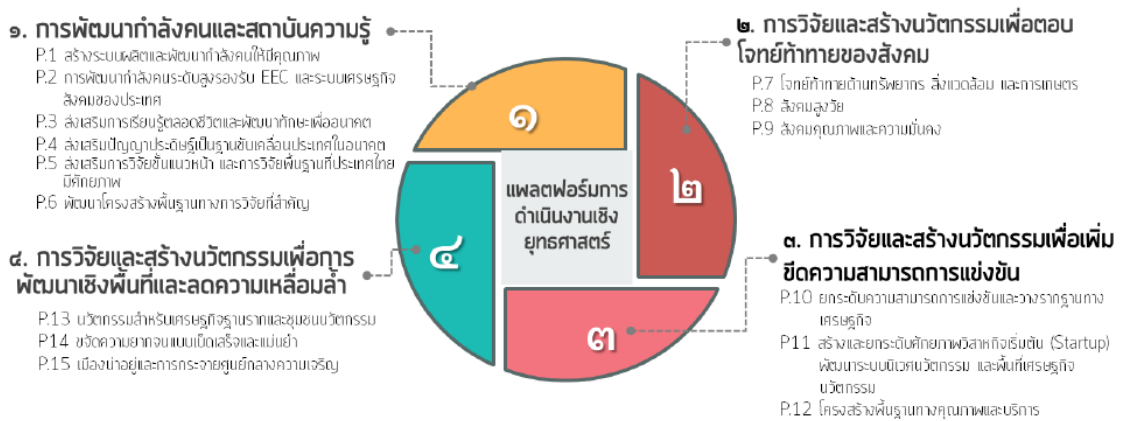 ๑. การพัฒนากำลังคนและสถาบันความรู้
P.1 สร้างระบบผลิตและพัฒนากำลังคนให้มีคุณภาพ
P.2 การพัฒนากำลังคนระดับสูงรองรับ EEC และระบบเศรษฐกิจ
สังคมของประเทศ
P.3 ส่งเสริมการเรียนรู้ตลอดชีวิตและพัฒนาทักษะเพื่ออนาคต
P.4 ส่งเสริมปัญญาประดิษฐ์เป็นฐานขับเคลื่อนประเทศในอนาคต
P.5 ส่งเสริมการวิจัยขั้นแนวหน้า และการวิจัยพื้นฐานที่ประเทศไทย
มีศักยภาพ
P.6 พัฒนาโครงสร้างพื้นฐานทางการวิจัยที่สำคัญ
๒. การวิจัยและสร้างนวัตกรรมเพื่อตอบ
โจทย์ท้าทายของสังคม
P.7 โจทย์ท้าทายด้านทรัพยากร สิ่งแวดล้อม และการเกษตร
P.8 สังคมสูงวัย
P.9 สังคมคุณภาพและความมั่นคง
๑
๒
แพลตฟอร์มการ
ดำเนินงานเชิง
ยุทธศาสตร์
๔
๓
๓. การวิจัยและสร้างนวัตกรรมเพื่อเพิ่ม
ขีดความสามารถการแข่งขัน
P.10 ยกระดับความสามารถการแข่งขันและวางรากฐานทาง
เศรษฐกิจ
P.11 สร้างและยกระดับศักยภาพวิสาหกิจเริ่มต้น (Startup)
พัฒนาระบบนิเวศนวัตกรรม และพื้นที่เศรษฐกิจ
นวัตกรรม
P.12 โครงสร้างพื้นฐานทางคุณภาพและบริการ
๔. การวิจัยและสร้างนวัตกรรมเพื่อการ
พัฒนาเชิงพื้นที่และลดความเหลื่อมล้ำ
P.13 นวัตกรรมสำหรับเศรษฐกิจฐานรากและชุมชนนวัตกรรม
P.14 ขจัดความยากจนแบบเบ็ดเสร็จและแม่นยำ
P.15 เมืองน่าอยู่และการกระจายศูนย์กลางความเจริญ